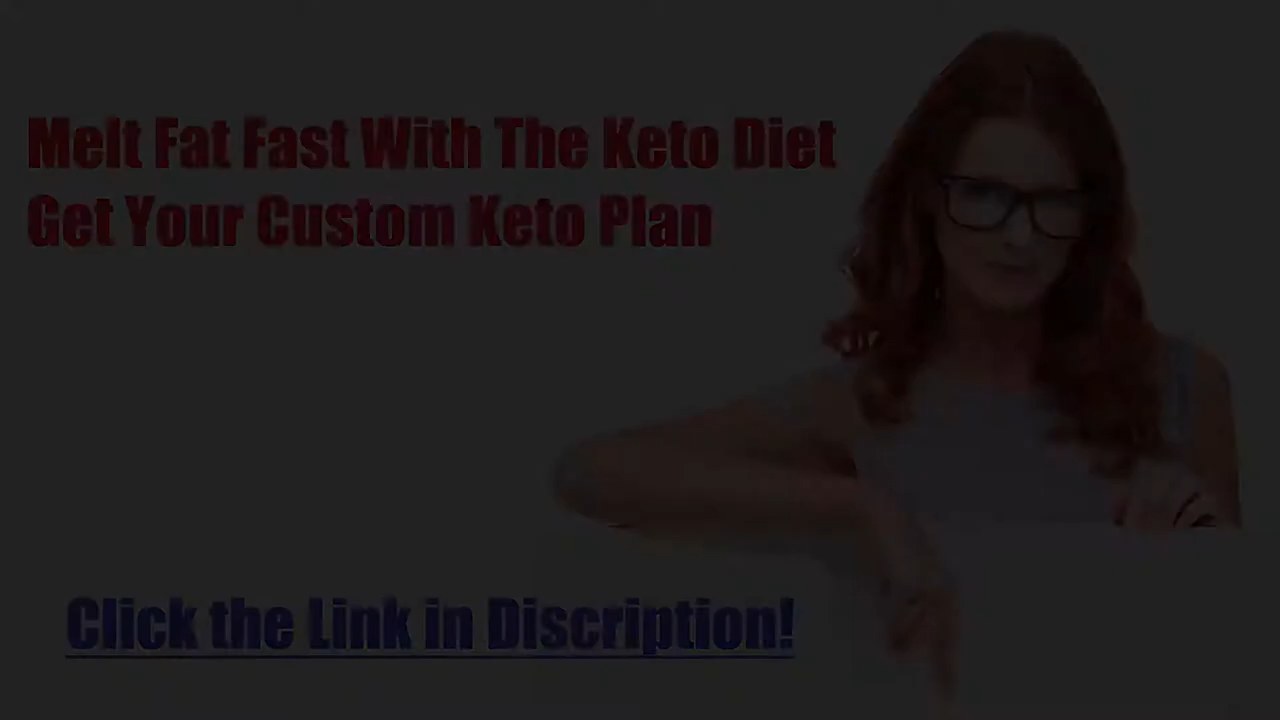 Melt Fat Fast With The Keto Diet
Get Your Custom Keto Plan
Click the Link in Discription!